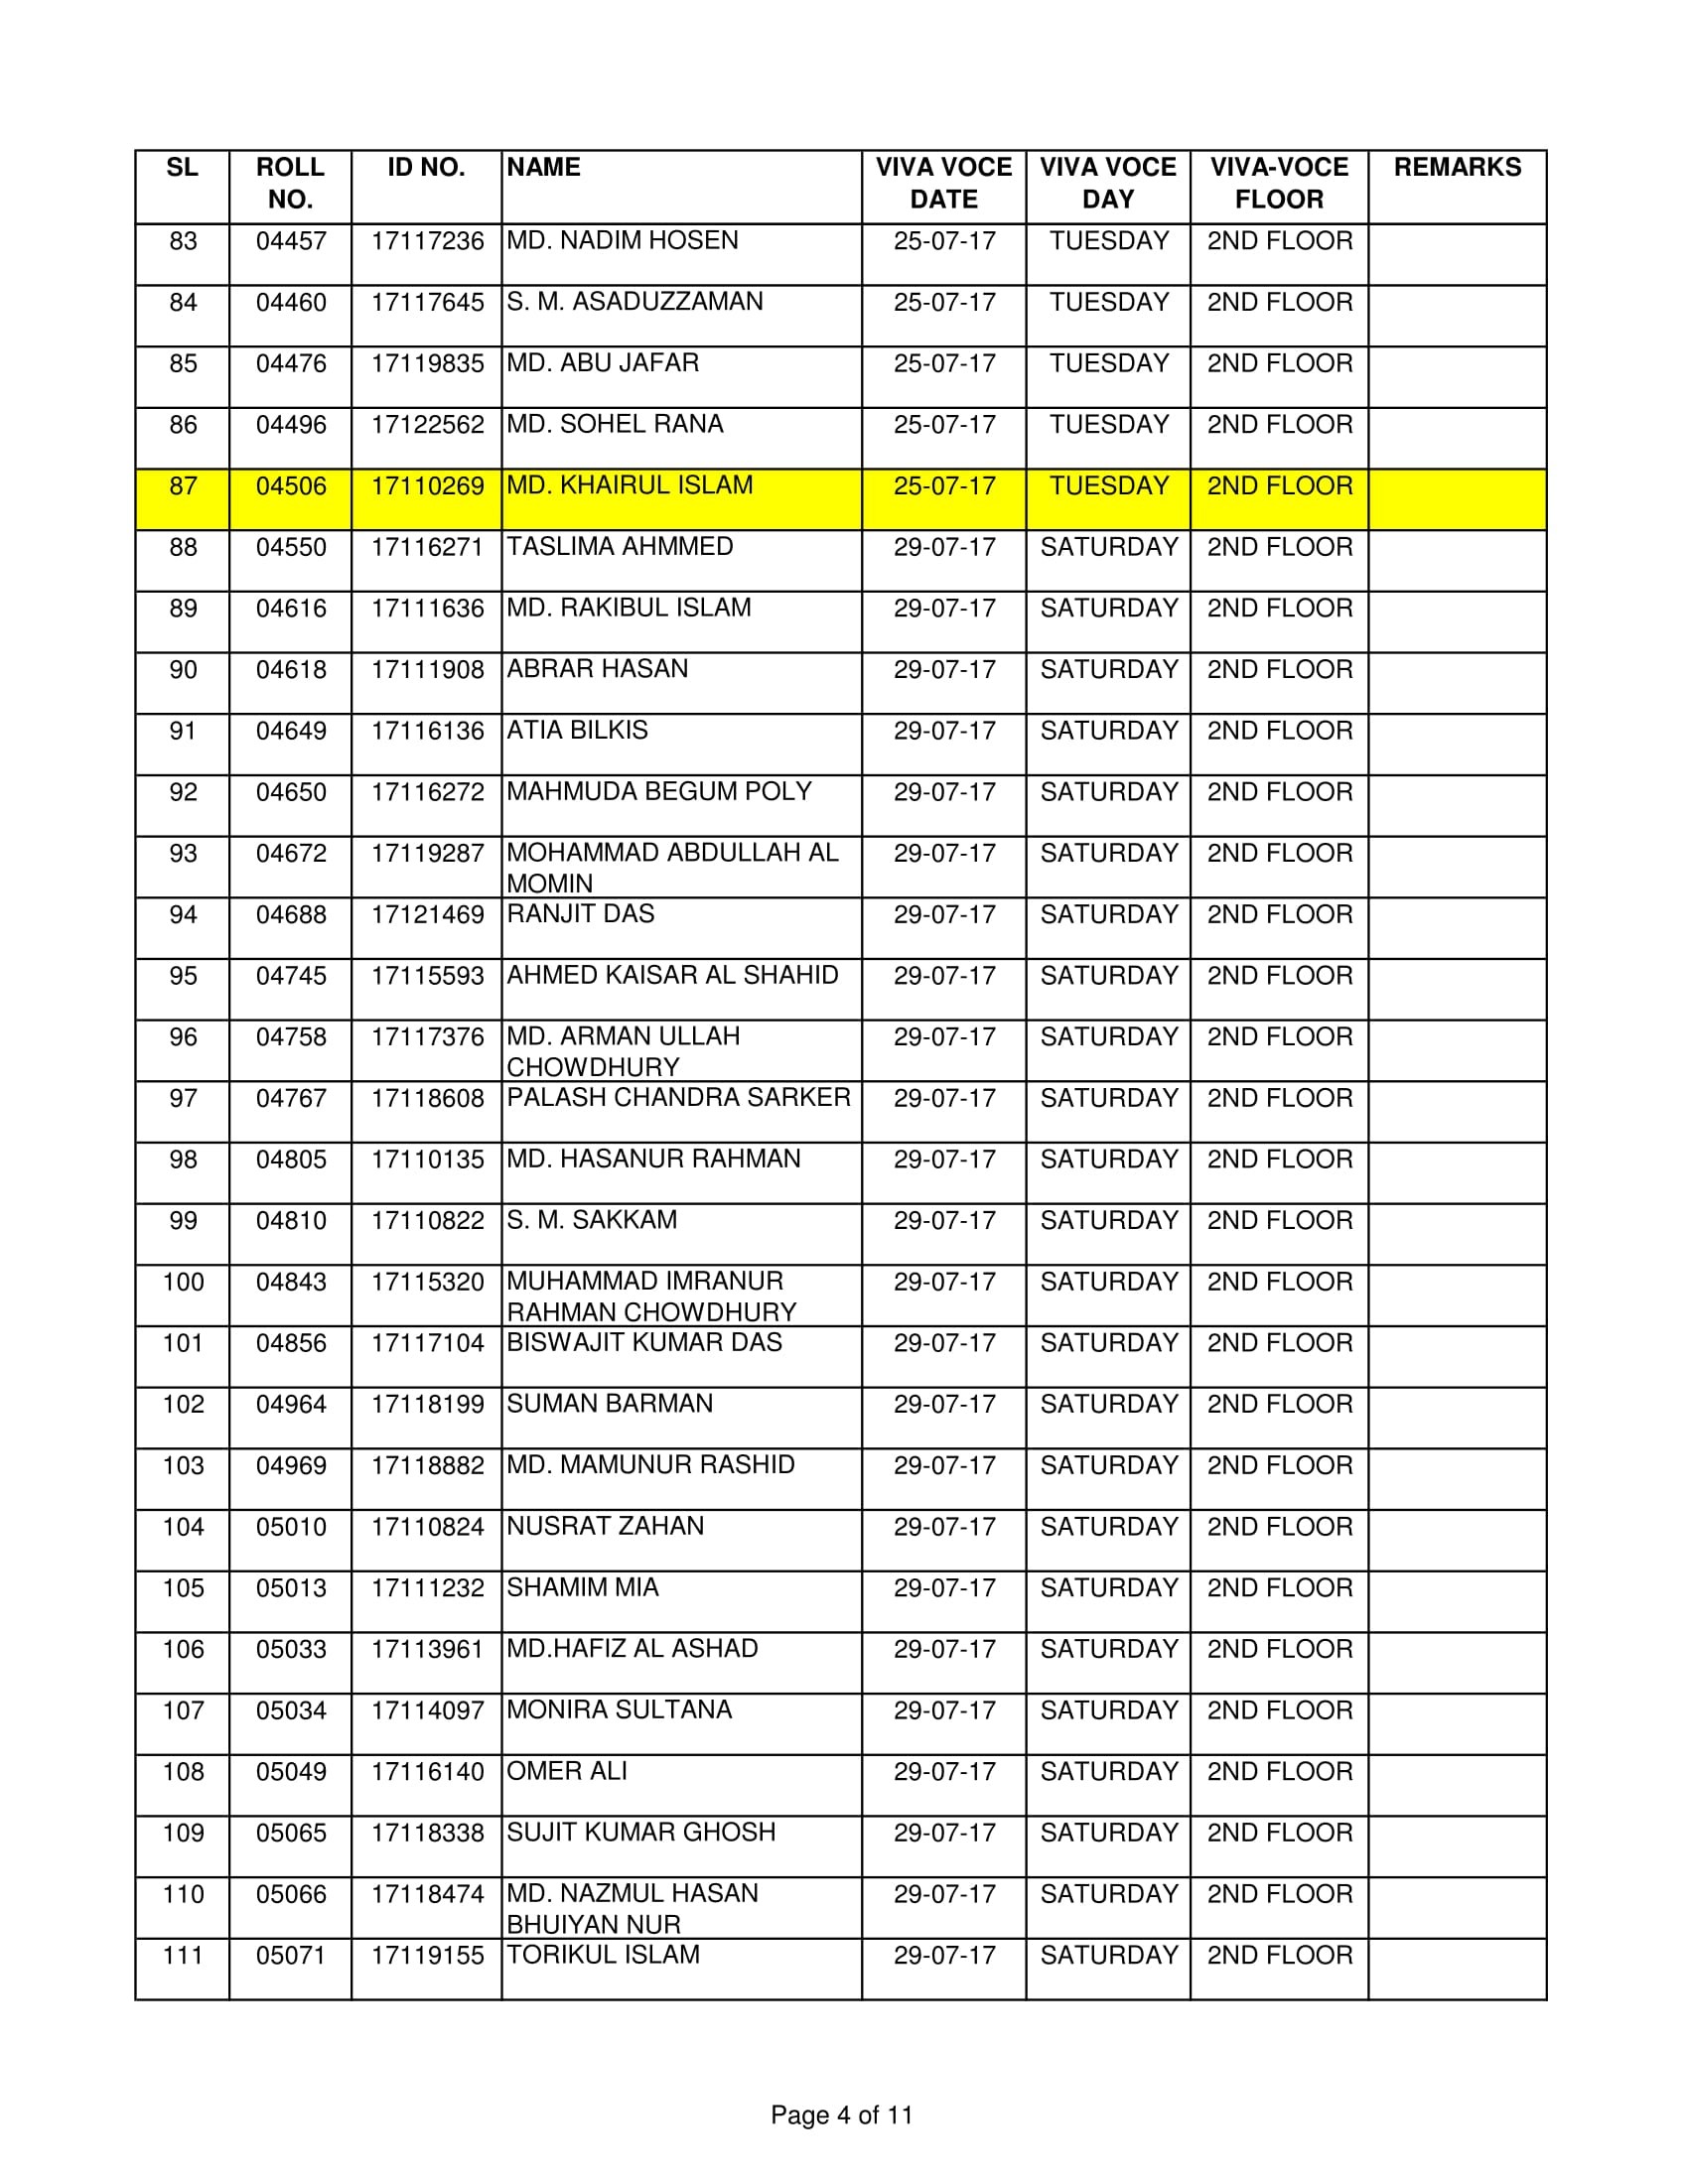 SL ROLL NO. ID NO. NAME VIVA VOCE DATE VIVA VOCE DAY VIVA-VOCE FLOOR REMARKS
83 04457 17117236 MD. NADIM HOSEN 25-07-17 TUESDAY 2ND FLOOR
84 04460 17117645 S. M. ASADUZZAMAN 25-07-17 TUESDAY 2ND FLOOR
85 04476 17119835 MD. ABU JAFAR 25-07-17 TUESDAY 2ND FLOOR
86 04496 17122562 MD. SOHEL RANA 25-07-17 TUESDAY 2ND FLOOR
87 04506 17110269 MD. KHAIRUL ISLAM 25-07-17 TUESDAY 2ND FLOOR
88 04550 17116271 TASLIMA AHMMED 29-07-17 SATURDAY 2ND FLOOR
89 04616 17111636 MD. RAKIBUL ISLAM 29-07-17 SATURDAY 2ND FLOOR
90 04618 17111908 ABRAR HASAN 29-07-17 SATURDAY 2ND FLOOR
91 04649 17116136 ATIA BILKIS 29-07-17 SATURDAY 2ND FLOOR
92 04650 17116272 MAHMUDA BEGUM POLY 29-07-17 SATURDAY 2ND FLOOR
93 04672 17119287 MOHAMMAD ABDULLAH AL MOMIN 29-07-17 SATURDAY 2ND FLOOR
94 04688 17121469 RANJIT DAS 29-07-17 SATURDAY 2ND FLOOR
95 04745 17115593 AHMED KAISAR AL SHAHID 29-07-17 SATURDAY 2ND FLOOR
96 04758 17117376 MD. ARMAN ULLAH CHOWDHURY 29-07-17 SATURDAY 2ND FLOOR
97 04767 17118608 PALASH CHANDRA SARKER 29-07-17 SATURDAY 2ND FLOOR
98 04805 17110135 MD. HASANUR RAHMAN 29-07-17 SATURDAY 2ND FLOOR
99 04810 17110822 S. M. SAKKAM 29-07-17 SATURDAY 2ND FLOOR
100 04843 17115320 MUHAMMAD IMRANUR RAHMAN CHOWDHURY 29-07-17 SATURDAY 2ND FLOOR
101 04856 17117104 BISWAJIT KUMAR DAS 29-07-17 SATURDAY 2ND FLOOR
102 04964 17118199 SUMAN BARMAN 29-07-17 SATURDAY 2ND FLOOR
103 04969 17118882 MD. MAMUNUR RASHID 29-07-17 SATURDAY 2ND FLOOR
104 05010 17110824 NUSRAT ZAHAN 29-07-17 SATURDAY 2ND FLOOR
105 05013 17111232 SHAMIM MIA 29-07-17 SATURDAY 2ND FLOOR
106 05033 17113961 MD.HAFIZ AL ASHAD 29-07-17 SATURDAY 2ND FLOOR
107 05034 17114097 MONIRA SULTANA 29-07-17 SATURDAY 2ND FLOOR
108 05049 17116140 OMER ALI 29-07-17 SATURDAY 2ND FLOOR
109 05065 17118338 SUJIT KUMAR GHOSH 29-07-17 SATURDAY 2ND FLOOR
110 05066 17118474 MD. NAZMUL HASAN BHUIYAN NUR 29-07-17 SATURDAY 2ND FLOOR
111 05071 17119155 TORIKUL ISLAM 29-07-17 SATURDAY 2ND FLOOR
Page 4 of 11